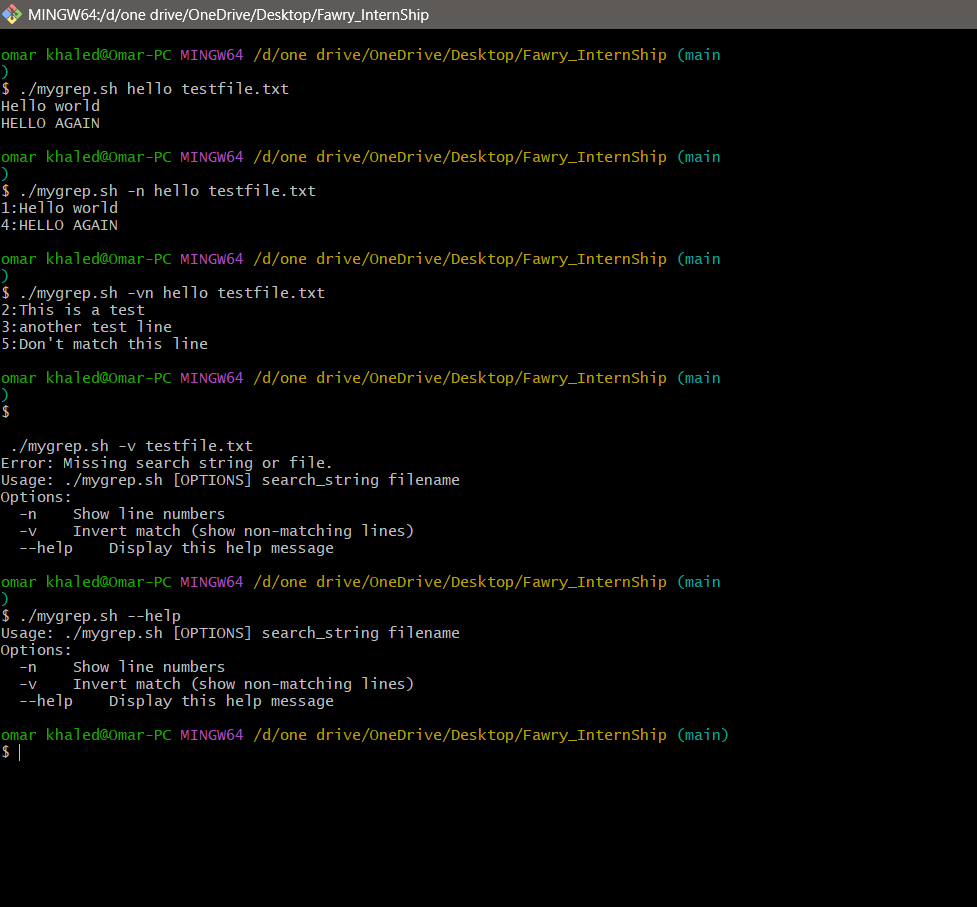 MINGW64:/d/one drive/OneDrive/Desktop/Fawry_InternShip
omar khaled@Omar-PC MINGW64 /d/one drive/OneDrive/Desktop/Fawry_InternShip (main
)
$ ./mygrep.sh hello testfile.txt
Hello world
HELLO AGAIN
omar khaled@Omar-PC MINGW64 /d/one drive/OneDrive/Desktop/Fawry_InternShip (main
)
$ ./mygrep.sh -n hello testfile.txt
1:Hello world
4:HELLO AGAIN
omar khaled@Omar-PC MINGW64 /d/one drive/OneDrive/Desktop/Fawry_InternShip (main
)
$ ./mygrep.sh -vn hello testfile.txt
2:This is a test
3:another test line
5:Don't match this line
omar khaled@Omar-PC MINGW64 /d/one drive/OneDrive/Desktop/Fawry_InternShip (main
)
$
./mygrep.sh -v testfile.txt
Error: Missing search string or file.
Usage: ./mygrep.sh [OPTIONS] search_string filename
Options:
  -n    Show line numbers
  -v    Invert match (show non-matching lines)
  --help    Display this help message
omar khaled@Omar-PC MINGW64 /d/one drive/OneDrive/Desktop/Fawry_InternShip (main
)
$ ./mygrep.sh --help
Usage: ./mygrep.sh [OPTIONS] search_string filename
Options:
  -n    Show line numbers
  -v    Invert match (show non-matching lines)
  --help    Display this help message
omar khaled@Omar-PC MINGW64 /d/one drive/OneDrive/Desktop/Fawry_InternShip (main)
$